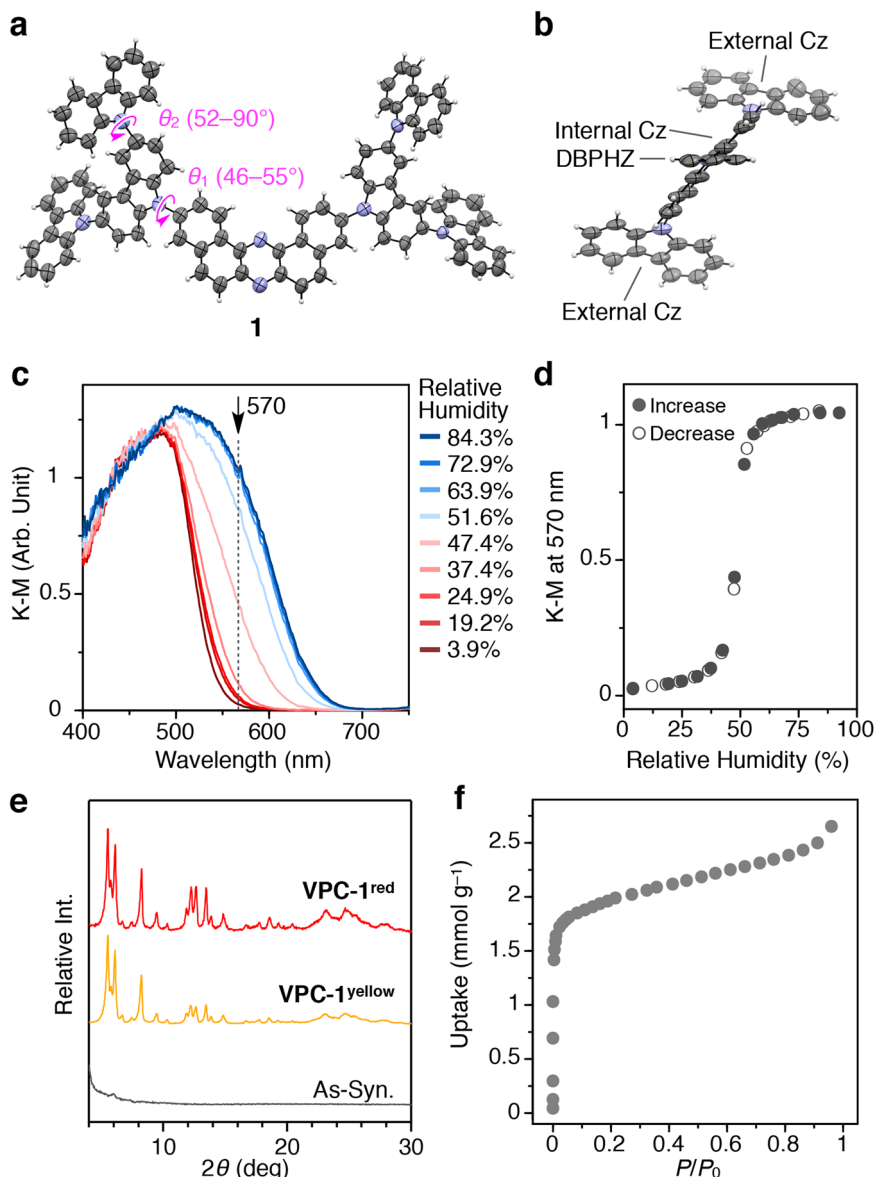 a
θ2 (52–90°)
θ1 (46–55°)
1
b
External Cz
Internal Cz
DBPHZ
External Cz
c
570
K-M (Arb. Unit)
1
0.5
0
400
500
600
700
Wavelength (nm)
Relative
Humidity
84.3%
72.9%
63.9%
51.6%
47.4%
37.4%
24.9%
19.2%
3.9%
d
Increase
Decrease
K-M at 570 nm
1
0.5
0
0
25
50
75
100
Relative Humidity (%)
e
VPC-1red
VPC-1yellow
As-Syn.
Relative Int.
10
20
30
2θ (deg)
f
Uptake (mmol g−1)
2.5
2
1.5
1
0.5
0
0
0.2
0.4
0.6
0.8
1
P/P0